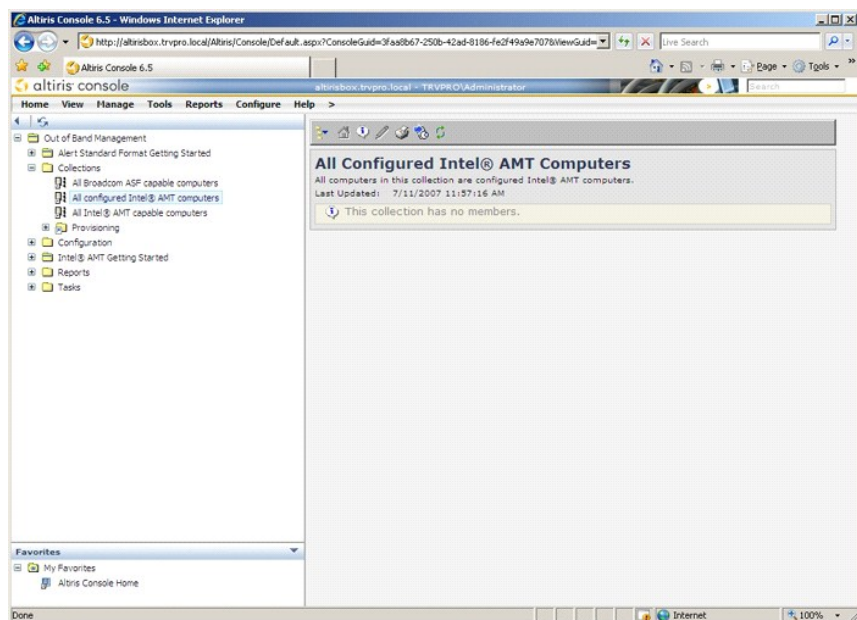 Altiris Console 6.5 - Windows Internet Explorer
http://altirisbox.trvpro.local/Altiris/Console/Default.aspx?ConsoleGuid=3faa8b67-250b-42ad-8186-fe2f49a9e707&ViewGuid=
Live Search
Altiris Console 6.5
Page
Tools
altiris console
altirisbox.trvpro.local - TRVPRO\Administrator
Search
Home View Manage Tools Reports Configure Help >
Out of Band Management
Alert Standard Format Getting Started
Collections
All Broadcom ASF capable computers
All configured Intel® AMT computers
All Intel® AMT capable computers
Provisioning
Configuration
Intel® AMT Getting Started
Reports
Tasks
All Configured Intel® AMT Computers
All computers in this collection are configured Intel® AMT computers.
Last Updated: 7/11/2007 11:57:16 AM
This collection has no members.
Favorites
My Favorites
Altiris Console Home
Done
Internet
100%